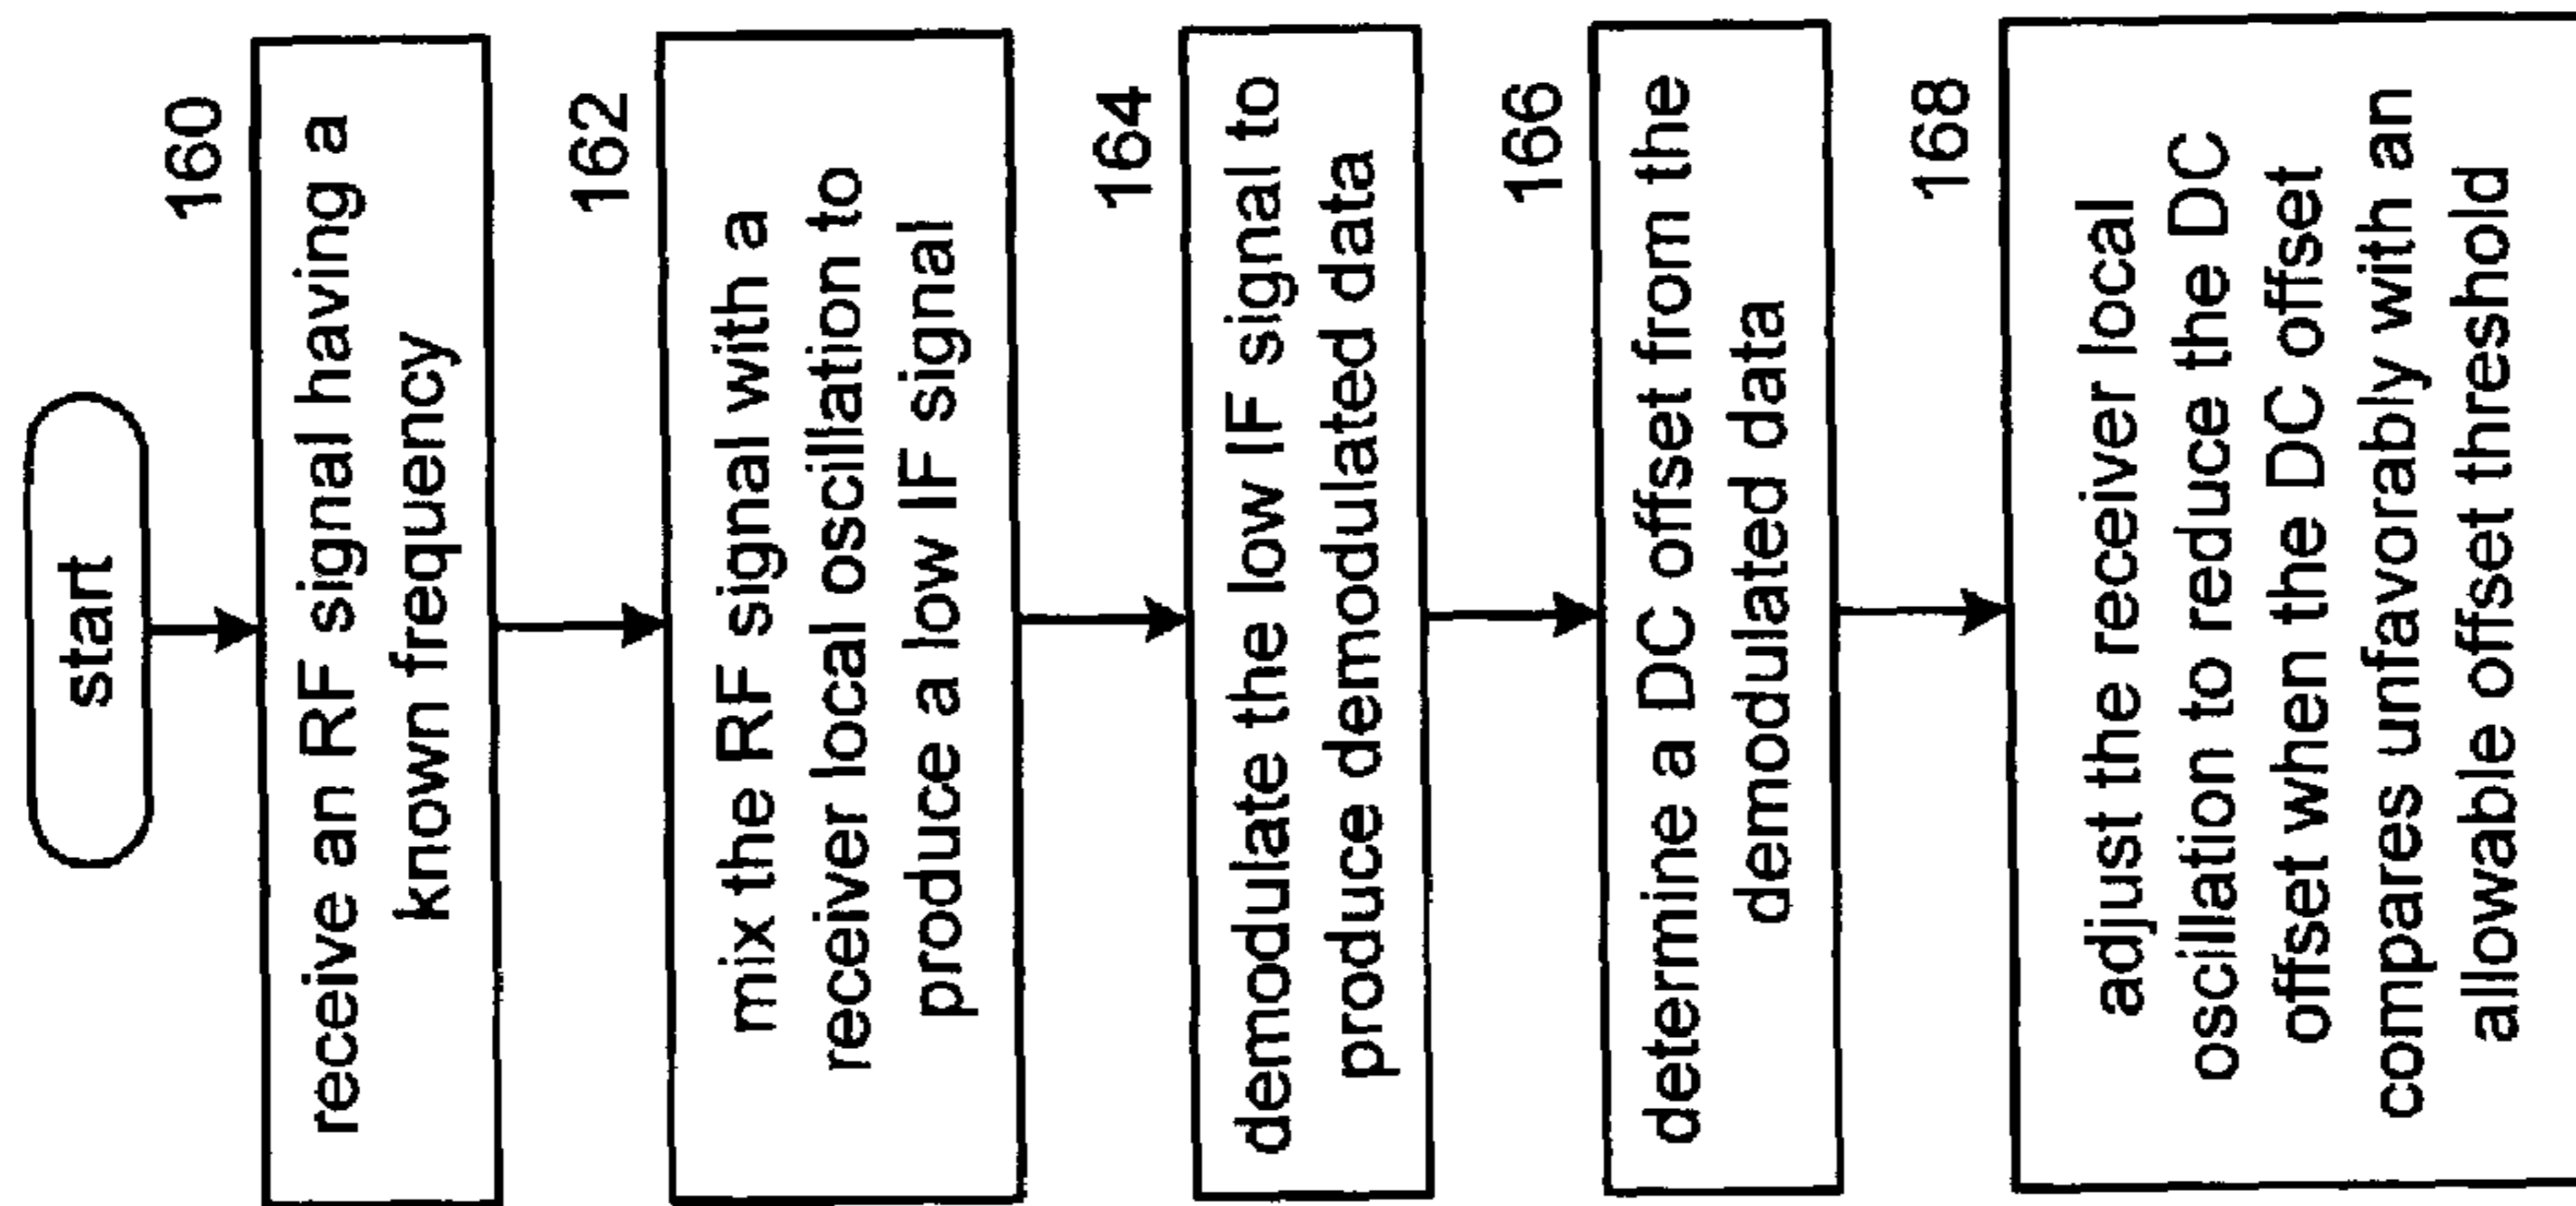 start
160
receive an RF signal having a
known frequency
162
mix the RF signal with a
receiver local oscillation to
produce a low IF signal
164
demodulate the low IF signal to
produce demodulated data
166
determine a DC offset from the
demodulated data
168
adjust the receiver local
oscillation to reduce the DC
offset when the DC offset
compares unfavorably with an
allowable offset threshold